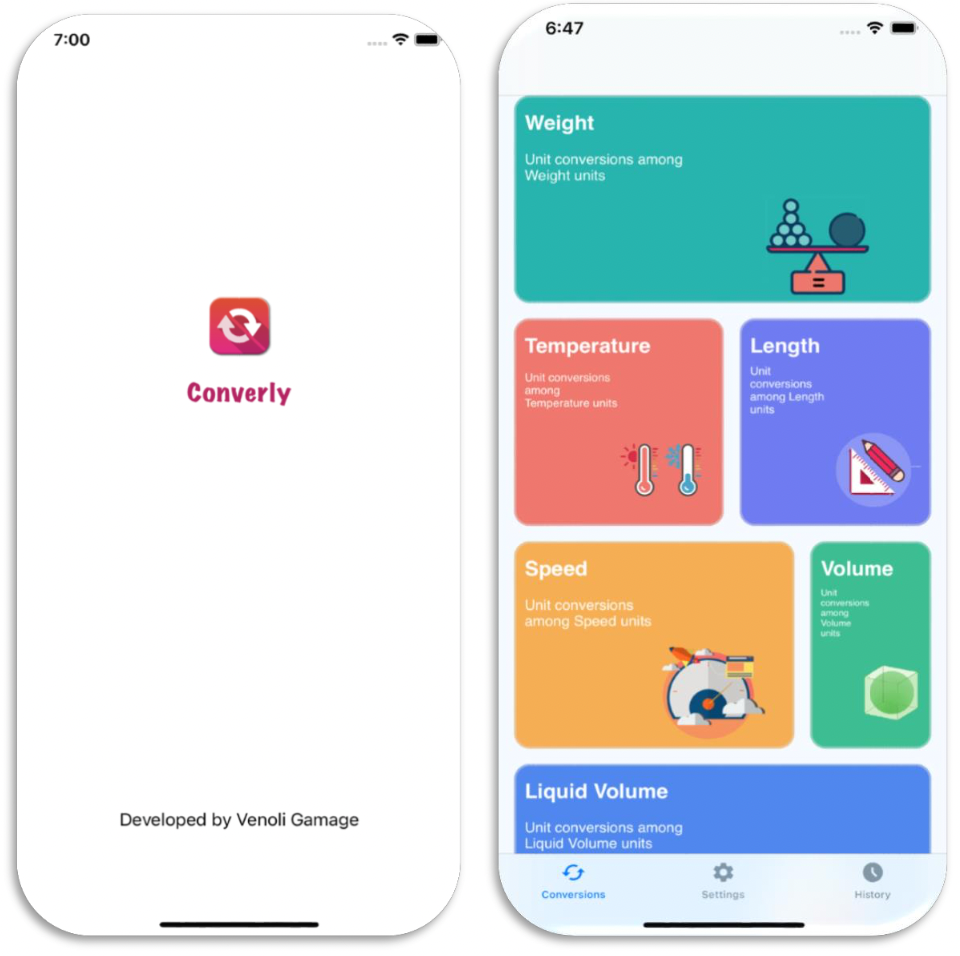 7:00
Converly
Developed by Venoli Gamage
6:47
Weight
Unit conversions among
Weight units
Temperature
Unit conversions
among
Temperature units
Length
Unit
conversions
among Length
units
Speed
Unit conversions
among Speed units
Volume
Unit
conversions
among
Volume
units
Liquid Volume
Unit conversions among
Liquid Volume units
Conversions
Settings
History